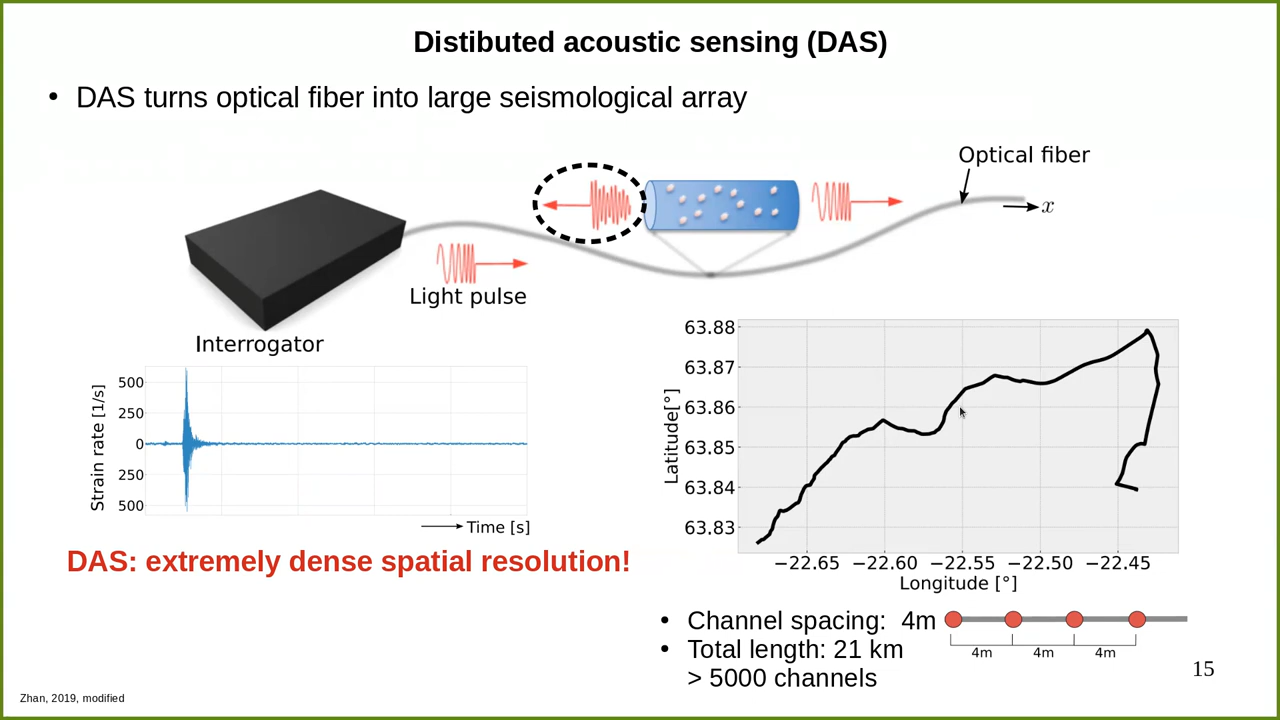 Distibuted acoustic sensing (DAS)
• DAS turns optical fiber into large seismological array
Optical fiber
x
Light pulse
Interrogator
Strain rate [1/s]
500
250
0
250
500
Time [s]
DAS: extremely dense spatial resolution!
Latitude[°]
63.88
63.87
63.86
63.85
63.84
63.83
−22.65 −22.60 −22.55 −22.50 −22.45
Longitude [°]
• Channel spacing: 4m
4m 4m 4m
• Total length: 21 km
> 5000 channels
15
Zhan, 2019, modified